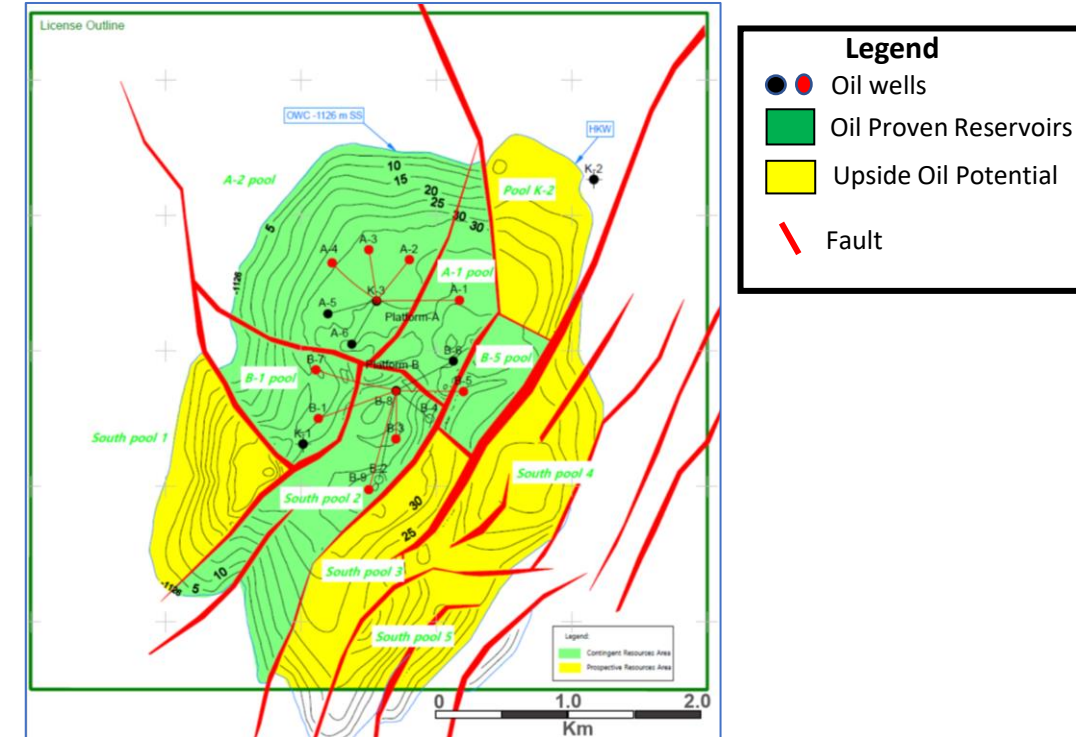 License Outline
OWC -1126 m SS
HKW
K-2
A-2 pool
Pool K-2
10
15
20
25
30
30
5
-1126
A-3
A-4
A-2
A-1 pool
K-3
A-1
A-5
Platform-A
A-6
B-6
B-5 pool
B-7
Platform-B
B-1 pool
B-5
B-8
B-4
B-1
B-3
K-1
South pool 1
B-2
B-9
South pool 2
South pool 4
30
25
South pool 3
10
5
-1126
South pool 5
Legend:
Contingent Resources Area
Prospective Resources Area
0
1.0
2.0
Km
Legend
Oil wells
Oil Proven Reservoirs
Upside Oil Potential
Fault